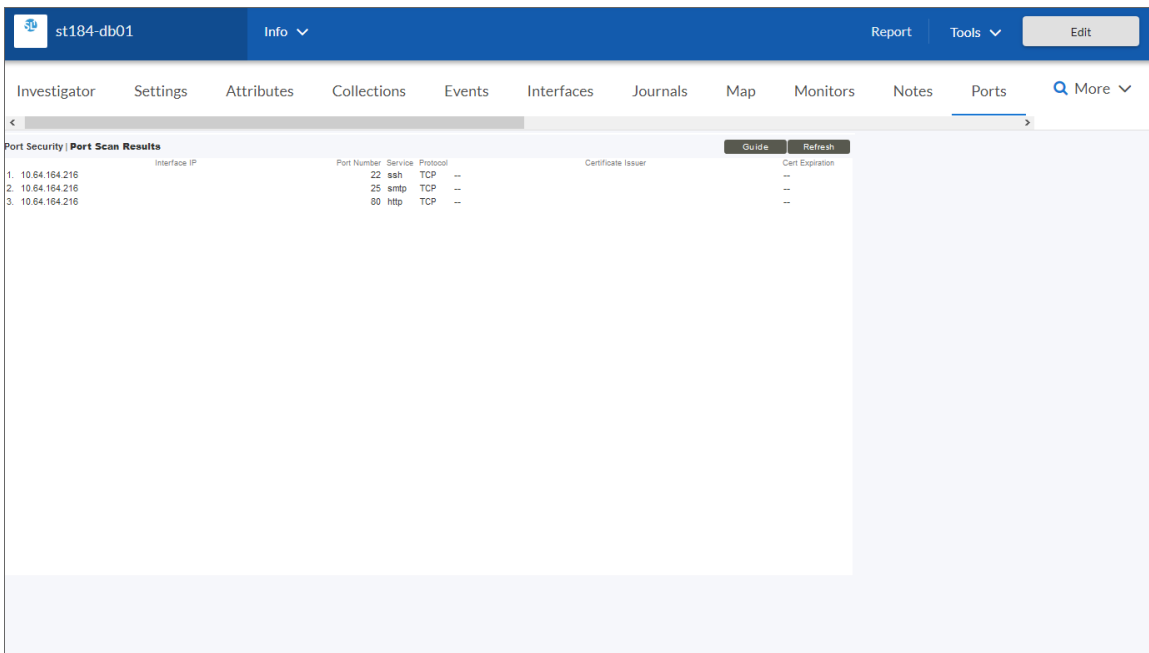 SL st184-db01 Info Report Tools Edit
Investigator Settings Attributes Collections Events Interfaces Journals Map Monitors Notes Ports More
Port Security | Port Scan Results Guide Refresh
Interface IP Port Number Service Protocol Certificate Issuer Cert Expiration
1. 10.64.164.216 22 ssh TCP -- --
2. 10.64.164.216 25 smtp TCP -- --
3. 10.64.164.216 80 http TCP -- --